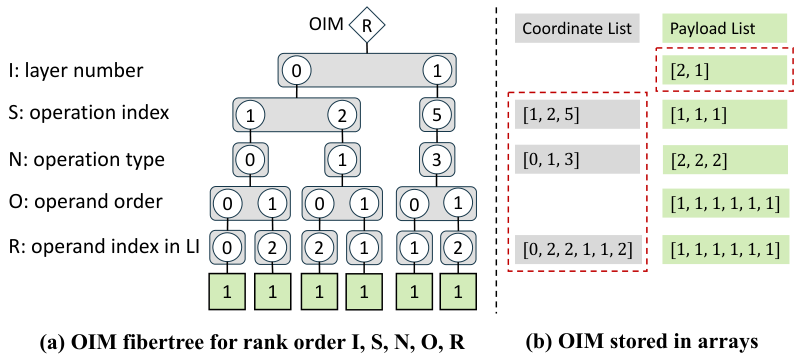 OIM R
Coordinate List Payload List
I: layer number 0 1 [2, 1]
S: operation index 1 2 5 [1, 2, 5] [1, 1, 1]
N: operation type 0 1 3 [0, 1, 3] [2, 2, 2]
O: operand order 0 1 0 1 0 1 [1, 1, 1, 1, 1, 1]
R: operand index in LI 0 2 2 1 1 2 [0, 2, 2, 1, 1, 2] [1, 1, 1, 1, 1, 1]
1 1 1 1 1 1
(a) OIM fibertree for rank order I, S, N, O, R (b) OIM stored in arrays